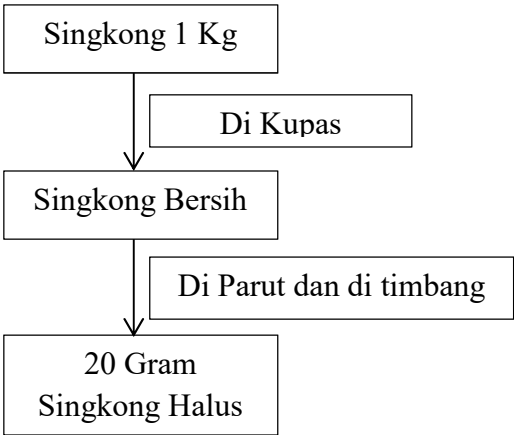 Singkong 1 Kg
Di Kupas
Singkong Bersih
Di Parut dan di timbang
20 Gram
Singkong Halus